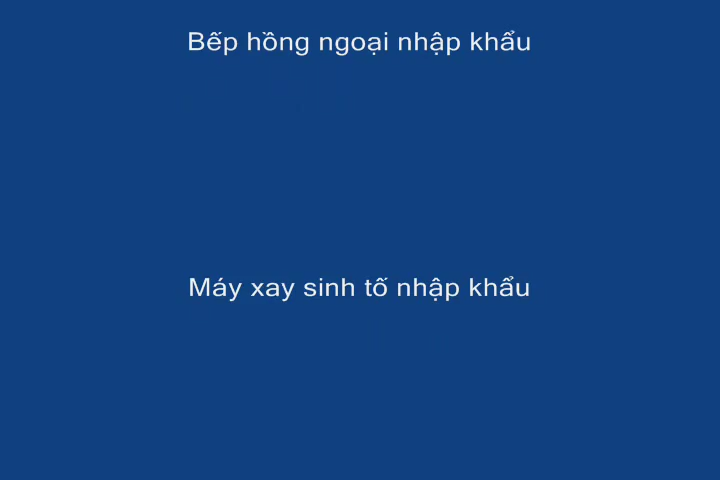 Bếp hồng ngoại nhập khẩu
Máy xay sinh tố nhập khẩu